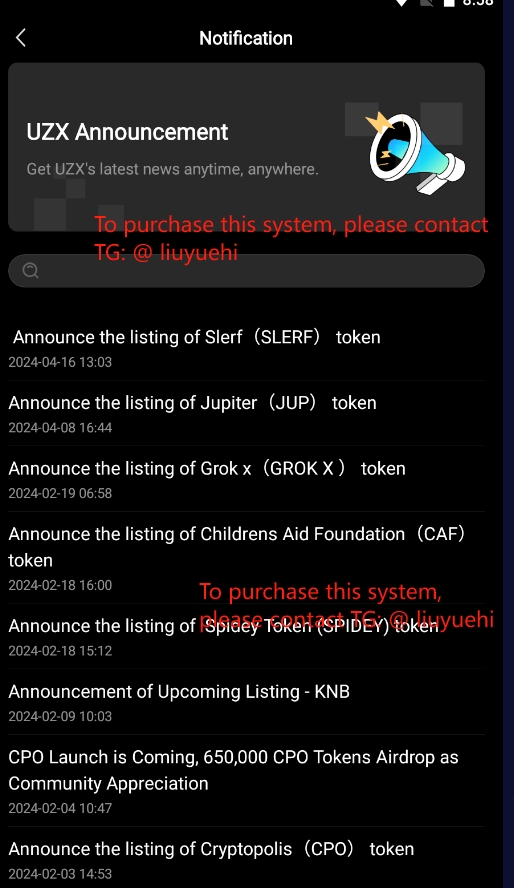 8:58
Notification
UZX Announcement
Get UZX's latest news anytime, anywhere.
To purchase this system, please contact
TG: @ liuyuehi
Announce the listing of Slerf（SLERF） token
2024-04-16 13:03
Announce the listing of Jupiter（JUP） token
2024-04-08 16:44
Announce the listing of Grok x（GROK X ） token
2024-02-19 06:58
Announce the listing of Childrens Aid Foundation（CAF）
token
2024-02-18 16:00
To purchase this system,
please contact TG: @ liuyuehi
Announce the listing of Spidey Token (SPIDEY) token
2024-02-18 15:12
Announcement of Upcoming Listing - KNB
2024-02-09 10:03
CPO Launch is Coming, 650,000 CPO Tokens Airdrop as
Community Appreciation
2024-02-04 10:47
Announce the listing of Cryptopolis（CPO） token
2024-02-03 14:53